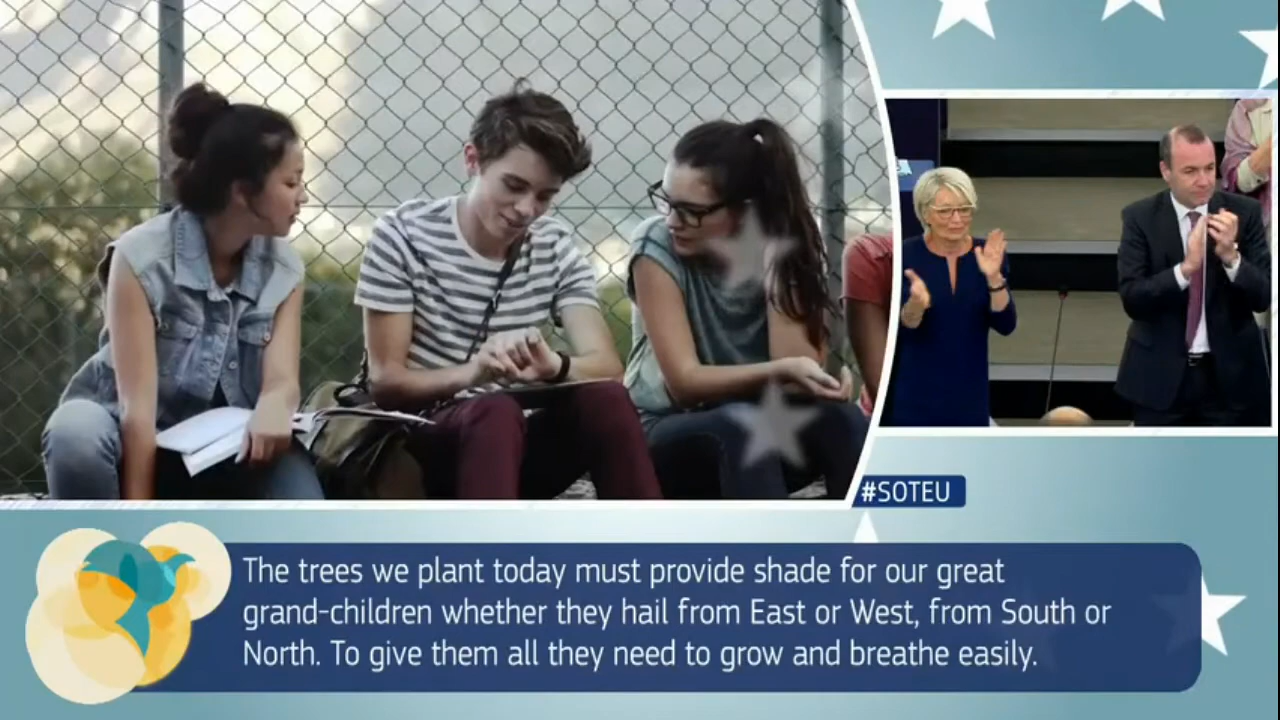 #SOTEU
The trees we plant today must provide shade for our great
grand-children whether they hail from East or West, from South or
North. To give them all they need to grow and breathe easily.